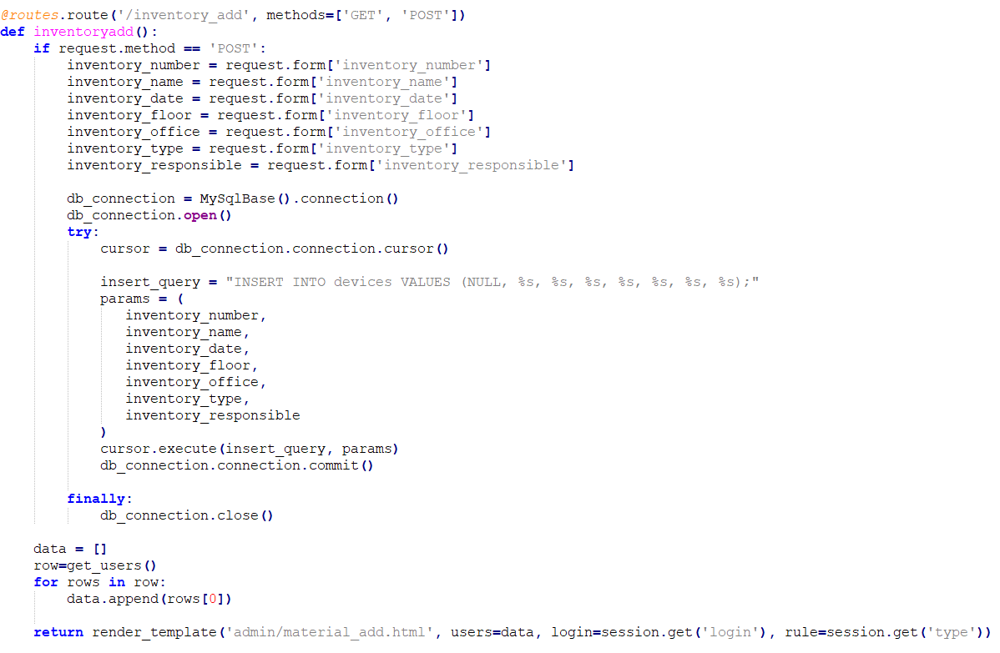 @routes.route('/inventory_add', methods=['GET', 'POST'])
def inventoryadd():
    if request.method == 'POST':
        inventory_number = request.form['inventory_number']
        inventory_name = request.form['inventory_name']
        inventory_date = request.form['inventory_date']
        inventory_floor = request.form['inventory_floor']
        inventory_office = request.form['inventory_office']
        inventory_type = request.form['inventory_type']
        inventory_responsible = request.form['inventory_responsible']

        db_connection = MySqlBase().connection()
        db_connection.open()
        try:
            cursor = db_connection.connection.cursor()

            insert_query = "INSERT INTO devices VALUES (NULL, %s, %s, %s, %s, %s, %s, %s);"
            params = (
               inventory_number,
               inventory_name,
               inventory_date,
               inventory_floor,
               inventory_office,
               inventory_type,
               inventory_responsible
            )
            cursor.execute(insert_query, params)
            db_connection.connection.commit()

        finally:
            db_connection.close()

    data = []
    row=get_users()
    for rows in row:
        data.append(rows[0])

    return render_template('admin/material_add.html', users=data, login=session.get('login'), rule=session.get('type'))